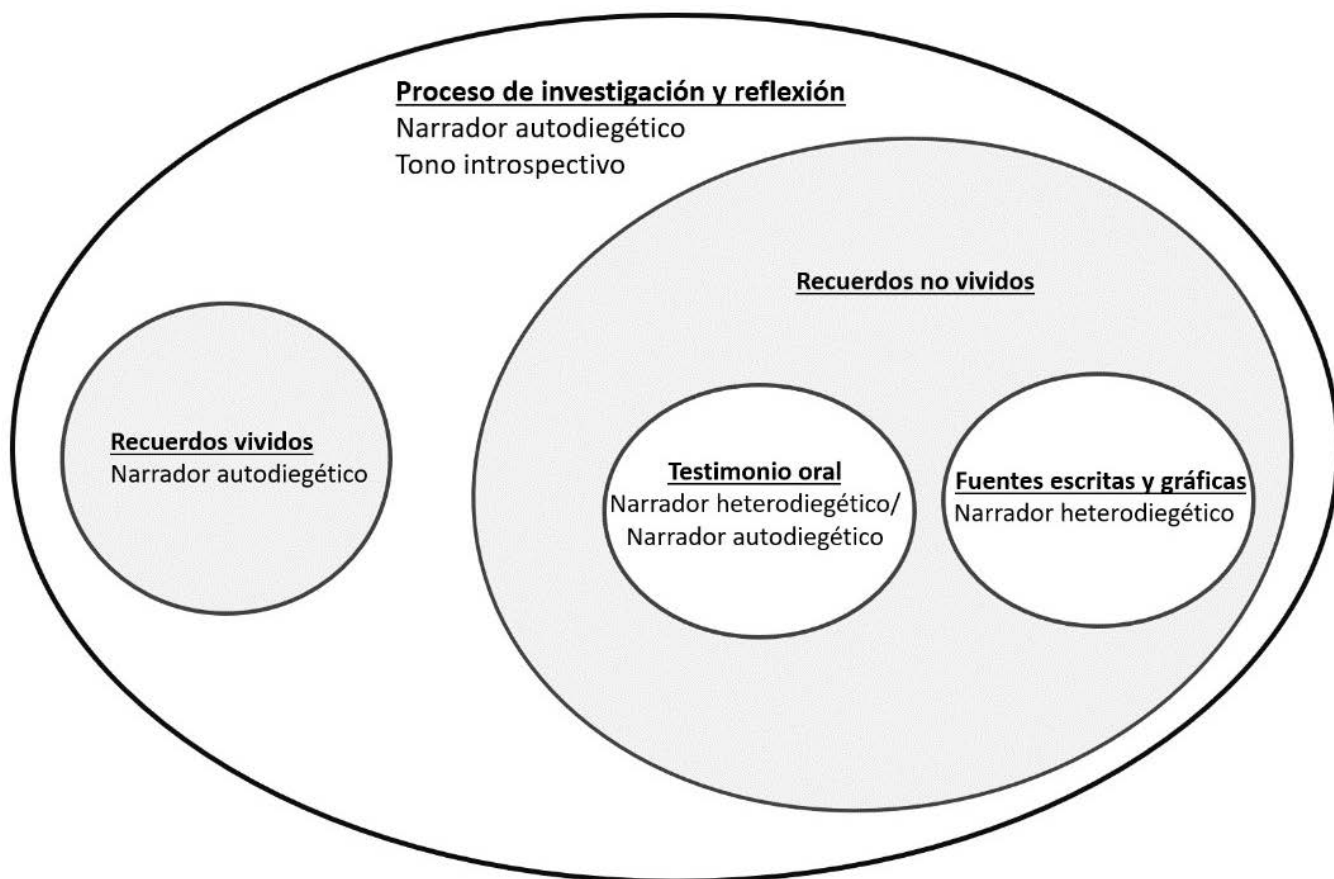 Proceso de investigación y reflexión
Narrador autodiegético
Tono introspectivo
Recuerdos no vividos
Recuerdos vividos
Narrador autodiegético
Testimonio oral
Narrador heterodiegético/
Narrador autodiegético
Fuentes escritas y gráficas
Narrador heterodiegético